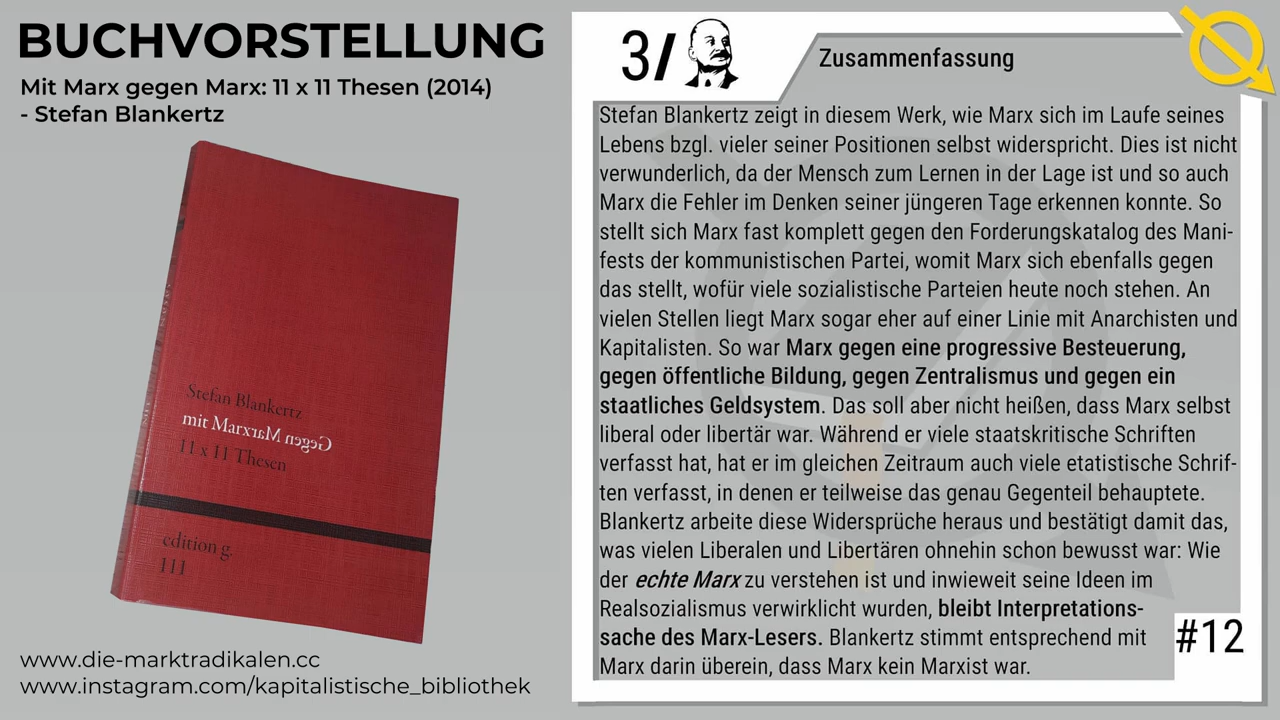 BUCHVORSTELLUNG
Mit Marx gegen Marx: 11 x 11 Thesen (2014)
- Stefan Blankertz
Stefan Blankertz
mit Marx Marx Gegen
11 x 11 Thesen
edition g.
111
www.die-marktradikalen.cc
www.instagram.com/kapitalistische_bibliothek
3/
Zusammenfassung
Stefan Blankertz zeigt in diesem Werk, wie Marx sich im Laufe seines
Lebens bzgl. vieler seiner Positionen selbst widerspricht. Dies ist nicht
verwunderlich, da der Mensch zum Lernen in der Lage ist und so auch
Marx die Fehler im Denken seiner jüngeren Tage erkennen konnte. So
stellt sich Marx fast komplett gegen den Forderungskatalog des Mani-
fests der kommunistischen Partei, womit Marx sich ebenfalls gegen
das stellt, wofür viele sozialistische Parteien heute noch stehen. An
vielen Stellen liegt Marx sogar eher auf einer Linie mit Anarchisten und
Kapitalisten. So war Marx gegen eine progressive Besteuerung,
gegen öffentliche Bildung, gegen Zentralismus und gegen ein
staatliches Geldsystem. Das soll aber nicht heißen, dass Marx selbst
liberal oder libertär war. Während er viele staatskritische Schriften
verfasst hat, hat er im gleichen Zeitraum auch viele etatistische Schrif-
ten verfasst, in denen er teilweise das genau Gegenteil behauptete.
Blankertz arbeite diese Widersprüche heraus und bestätigt damit das,
was vielen Liberalen und Libertären ohnehin schon bewusst war: Wie
der echte Marx zu verstehen ist und inwieweit seine Ideen im
Realsozialismus verwirklicht wurden, bleibt Interpretations-
sache des Marx-Lesers. Blankertz stimmt entsprechend mit
Marx darin überein, dass Marx kein Marxist war.
#12